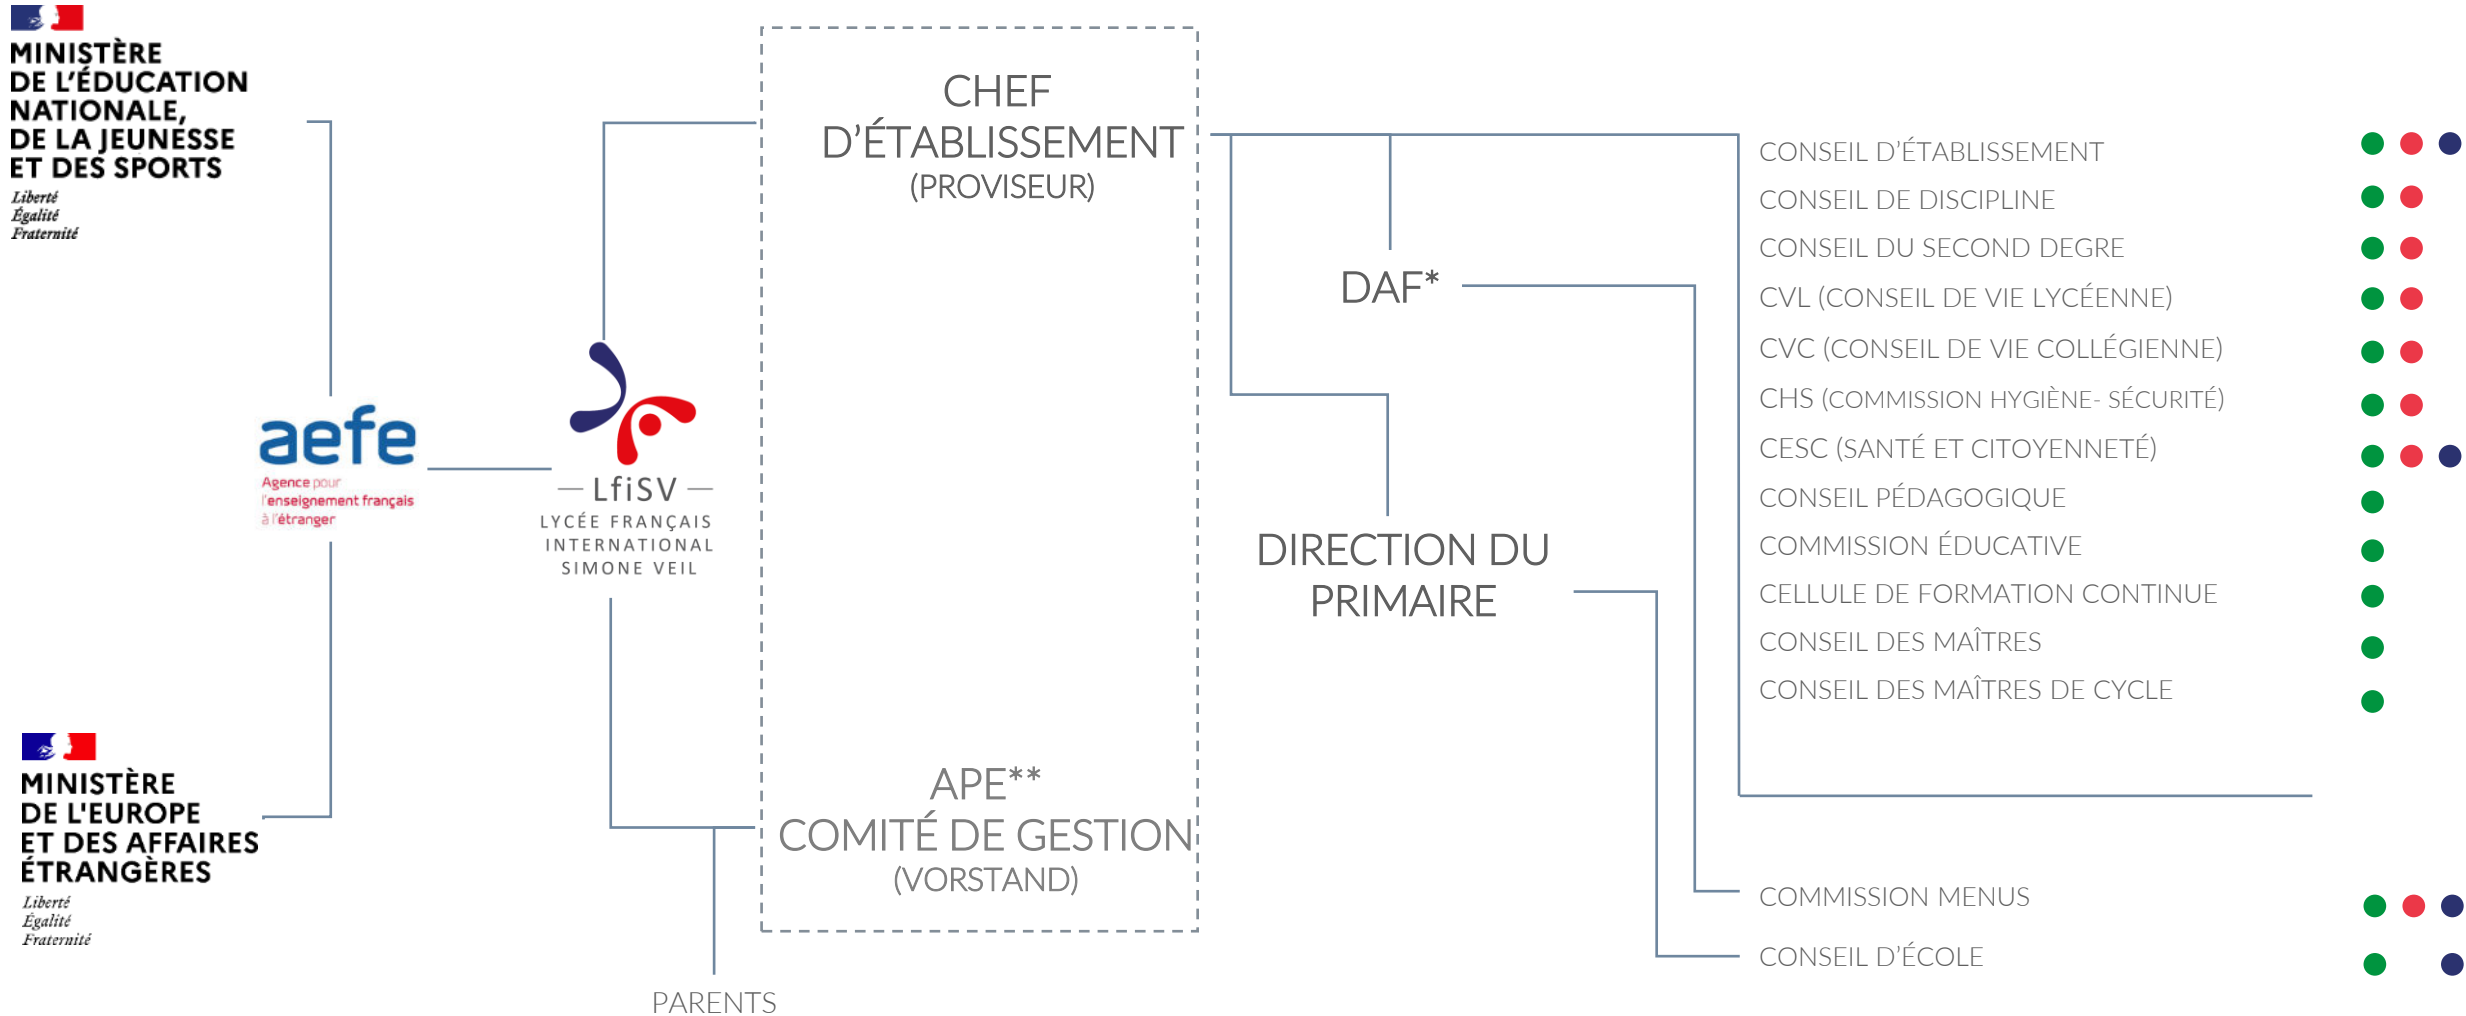 MINISTÈRE
DE L'ÉDUCATION
NATIONALE,
DE LA JEUNESSE
ET DES SPORTS
Liberté
Égalité
Fraternité
aefe
Agence pour
l'enseignement français
à l'étranger
MINISTÈRE
DE L'EUROPE
ET DES AFFAIRES
ÉTRANGÈRES
Liberté
Égalité
Fraternité
LfiSV
LYCÉE FRANÇAIS
INTERNATIONAL
SIMONE VEIL
PARENTS
CHEF
D'ÉTABLISSEMENT
(PROVISEUR)
APE**
COMITÉ DE GESTION
(VORSTAND)
DAF*
DIRECTION DU
PRIMAIRE
CONSEIL D'ÉTABLISSEMENT
CONSEIL DE DISCIPLINE
CONSEIL DU SECOND DEGRE
CVL (CONSEIL DE VIE LYCÉENNE)
CVC (CONSEIL DE VIE COLLÉGIENNE)
CHS (COMMISSION HYGIÈNE- SÉCURITÉ)
CESC (SANTÉ ET CITOYENNETÉ)
CONSEIL PÉDAGOGIQUE
COMMISSION ÉDUCATIVE
CELLULE DE FORMATION CONTINUE
CONSEIL DES MAÎTRES
CONSEIL DES MAÎTRES DE CYCLE
COMMISSION MENUS
CONSEIL D'ÉCOLE